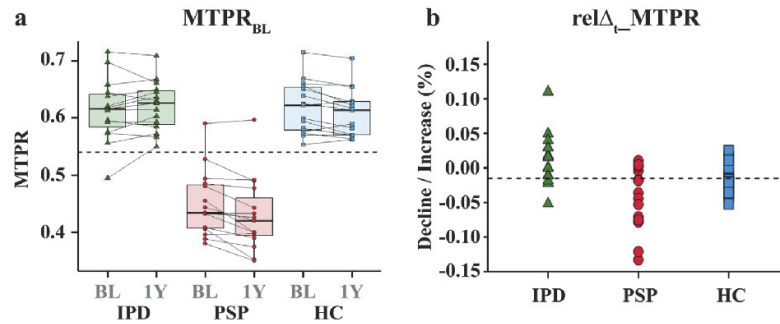 a
MTPR_BL
MTPR
0.7
0.6
0.5
0.4
BL 1Y BL 1Y BL 1Y
IPD PSP HC
b
relΔ_t_MTPR
Decline / Increase (%)
0.15
0.10
0.05
0.00
-0.05
-0.10
-0.15
IPD PSP HC